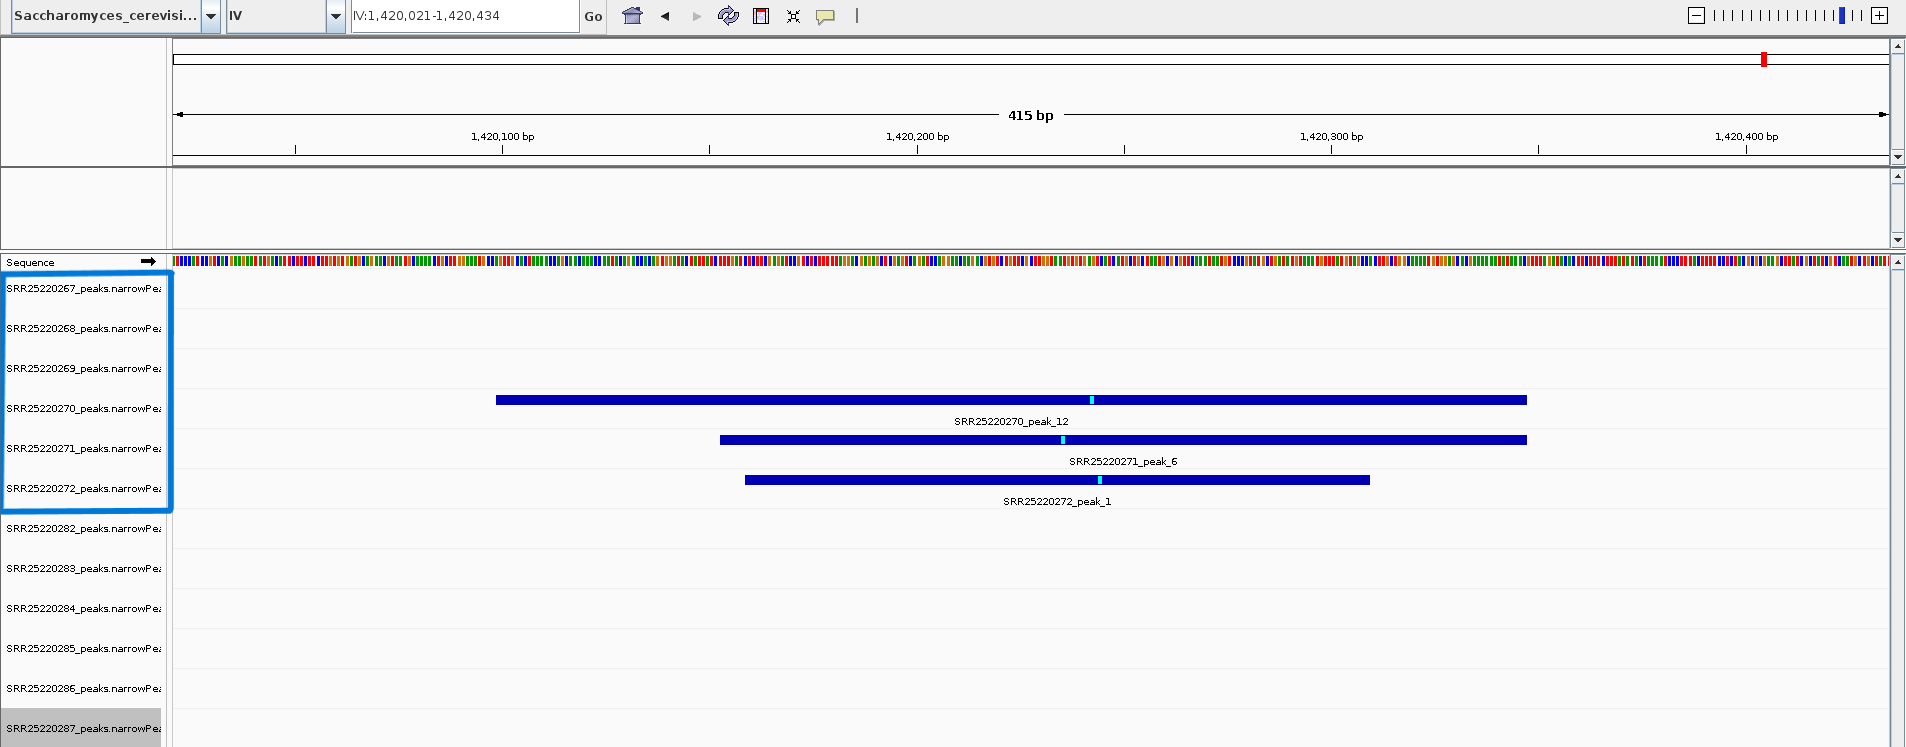 Saccharomyces_cerevisi... IV IV:1,420,021-1,420,434 Go
415 bp
1,420,100 bp 1,420,200 bp 1,420,300 bp 1,420,400 bp
Sequence
SRR25220267_peaks.narrowPea
SRR25220268_peaks.narrowPea
SRR25220269_peaks.narrowPea
SRR25220270_peaks.narrowPea
SRR25220270_peak_12
SRR25220271_peaks.narrowPea
SRR25220271_peak_6
SRR25220272_peaks.narrowPea
SRR25220272_peak_1
SRR25220282_peaks.narrowPea
SRR25220283_peaks.narrowPea
SRR25220284_peaks.narrowPea
SRR25220285_peaks.narrowPea
SRR25220286_peaks.narrowPea
SRR25220287_peaks.narrowPea